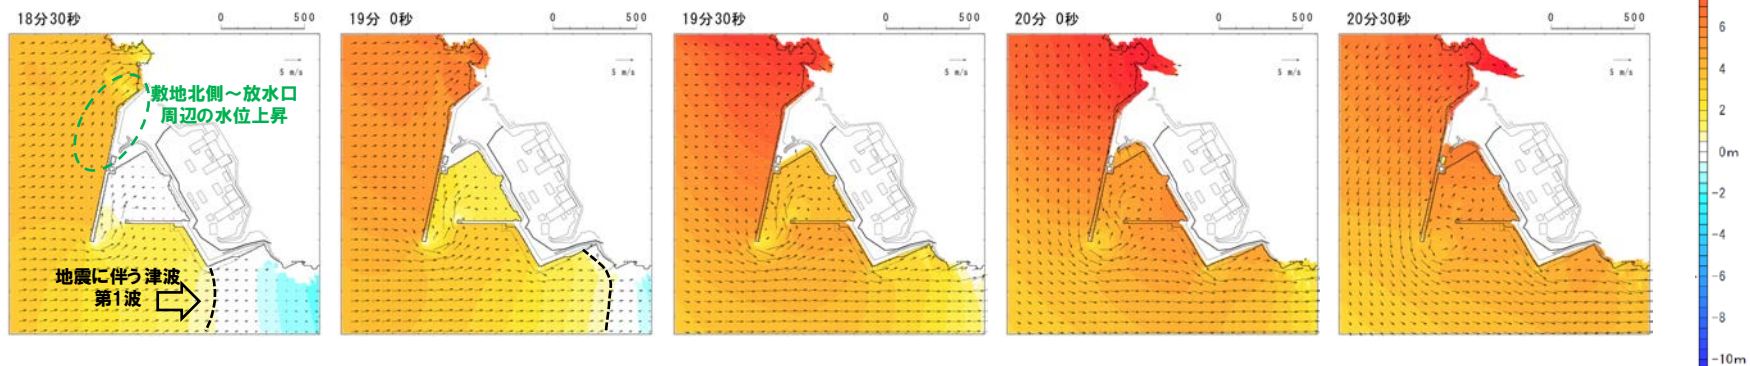 18分30秒
0 500
19分 0秒
0 500
19分30秒
0 500
20分 0秒
0 500
20分30秒
0 500
5 m/s
5 m/s
5 m/s
5 m/s
5 m/s
敷地北側～放水口
周辺の水位上昇
地震に伴う津波
第1波
6
4
2
0m
-2
-4
-6
-8
-10m